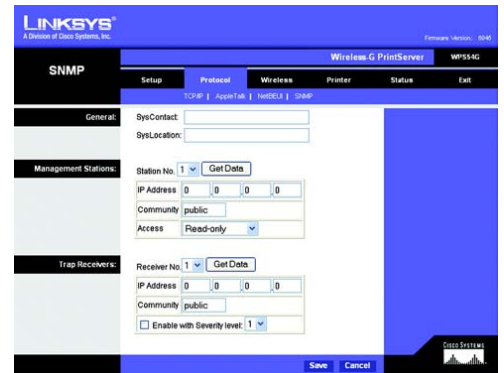 LINKSYS®
A Division of Cisco Systems, Inc.
Firmware Version: 6045
Wireless-G PrintServer WPS54G
SNMP
Setup Protocol Wireless Printer Status Exit
TCP/IP | AppleTalk | NetBEUI | SNMP
General:
SysContact:
SysLocation:
Management Stations:
Station No. 1 Get Data
IP Address 0 . 0 . 0 . 0
Community public
Access Read-only
Trap Receivers:
Receiver No. 1 Get Data
IP Address 0 . 0 . 0 . 0
Community public
Enable with Severity level: 1
Save Cancel
CISCO SYSTEMS